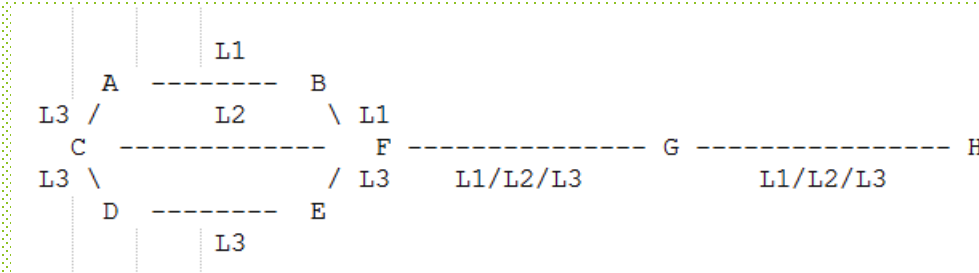 L1
A -------- B
L3 / L2 \ L1
C ------------- F --------------- G ---------------- H
L3 \ / L3 L1/L2/L3 L1/L2/L3
D -------- E
L3